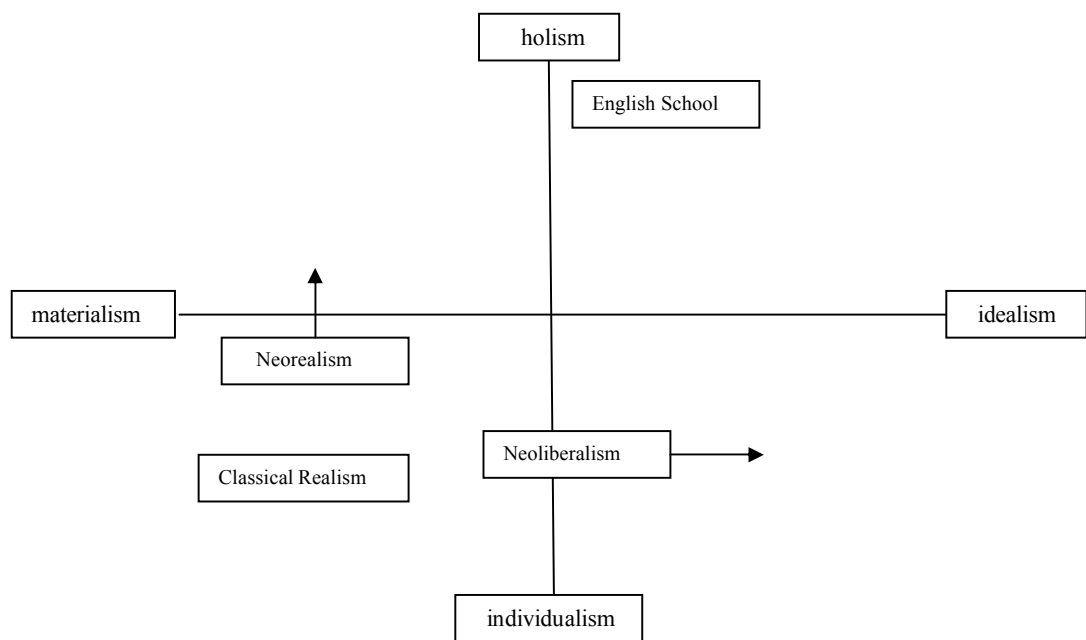 holism
English School
materialism
idealism
Neorealism
Neoliberalism
Classical Realism
individualism